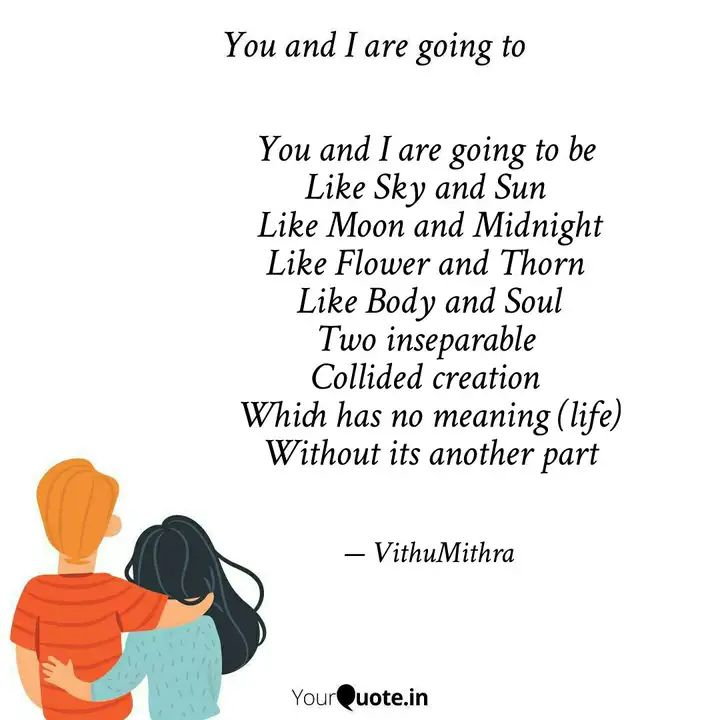 You and I are going to
You and I are going to be
Like Sky and Sun
Like Moon and Midnight
Like Flower and Thorn
Like Body and Soul
Two inseparable
Collided creation
Which has no meaning (life)
Without its another part
— VithuMithra
YourQuote.in